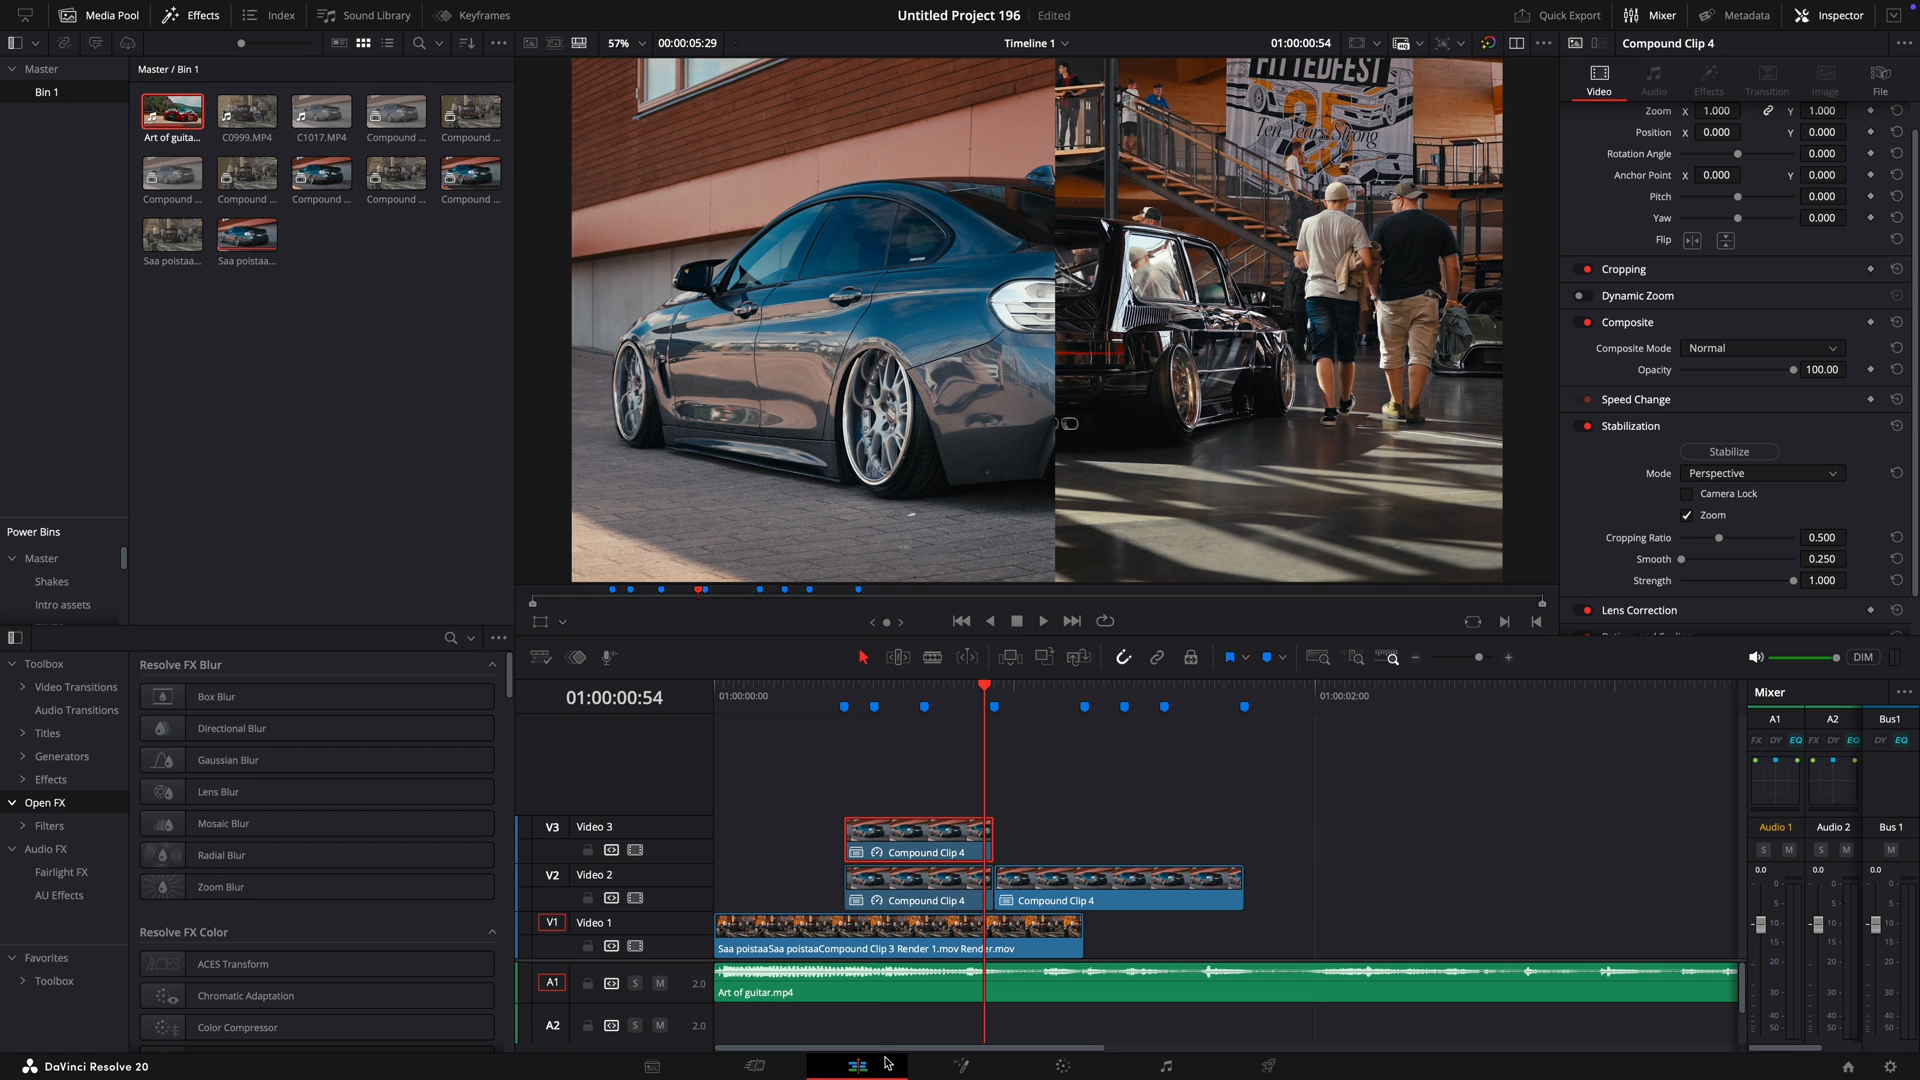 Media Pool
Effects
Index
Sound Library
Keyframes
Untitled Project 196
Edited
Quick Export
Mixer
Metadata
Inspector
57%
00:00:05:29
Timeline 1
01:00:00:54
Compound Clip 4
Master
Bin 1
Master / Bin 1
Art of guita...
C0999.MP4
C1017.MP4
Compound ...
Compound ...
Compound ...
Compound ...
Compound ...
Compound ...
Compound ...
Saa poistaa...
Saa poistaa...
FITTEDFEST
25
Ten Years Strong
Video
Audio
Effects
Transition
Image
File
Zoom X 1.000 Y 1.000
Position X 0.000 Y 0.000
Rotation Angle 0.000
Anchor Point X 0.000 Y 0.000
Pitch 0.000
Yaw 0.000
Flip
Cropping
Dynamic Zoom
Composite
Composite Mode Normal
Opacity 100.00
Speed Change
Stabilization
Stabilize
Mode Perspective
Camera Lock
Zoom
Cropping Ratio 0.500
Smooth 0.250
Strength 1.000
Lens Correction
Power Bins
Master
Shakes
Intro assets
Toolbox
Video Transitions
Audio Transitions
Titles
Generators
Effects
Open FX
Filters
Audio FX
Fairlight FX
AU Effects
Favorites
Toolbox
Resolve FX Blur
Box Blur
Directional Blur
Gaussian Blur
Lens Blur
Mosaic Blur
Radial Blur
Zoom Blur
Resolve FX Color
ACES
ACES Transform
Chromatic Adaptation
Color Compressor
DIM
01:00:00:54
01:00:00:00
01:00:02:00
V3 Video 3
Compound Clip 4
V2 Video 2
Compound Clip 4
Compound Clip 4
V1 Video 1
Saa poistaaSaa poistaaCompound Clip 3 Render 1.mov Render.mov
A1 S M 2.0
Art of guitar.mp4
A2 S M 2.0
Mixer
A1 A2 Bus1
FX DY EQ FX DY EQ DY EQ
Audio 1 Audio 2 Bus 1
S M S M M
0.0 0.0 0.0
0 0 0
5 5 5
10 10 10
15 15 15
20 20 20
30 30 30
40 40 40
50 50 50
DaVinci Resolve 20